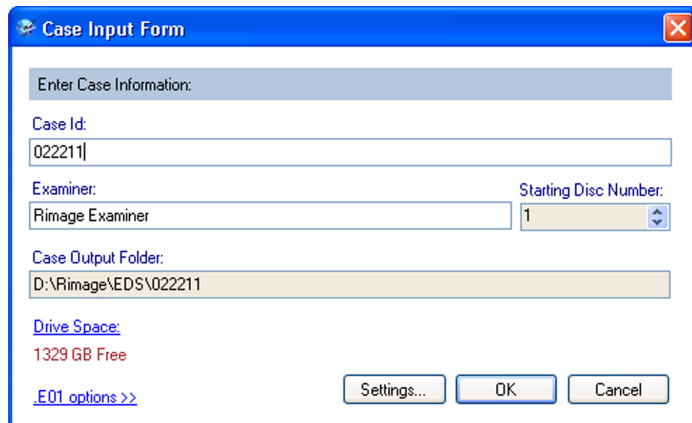 Case Input Form
Enter Case Information:
Case Id:
022211
Examiner:
Starting Disc Number:
Rimage Examiner
1
Case Output Folder:
D:\Rimage\EDS\022211
Drive Space:
1329 GB Free
.E01 options >>
Settings...
OK
Cancel